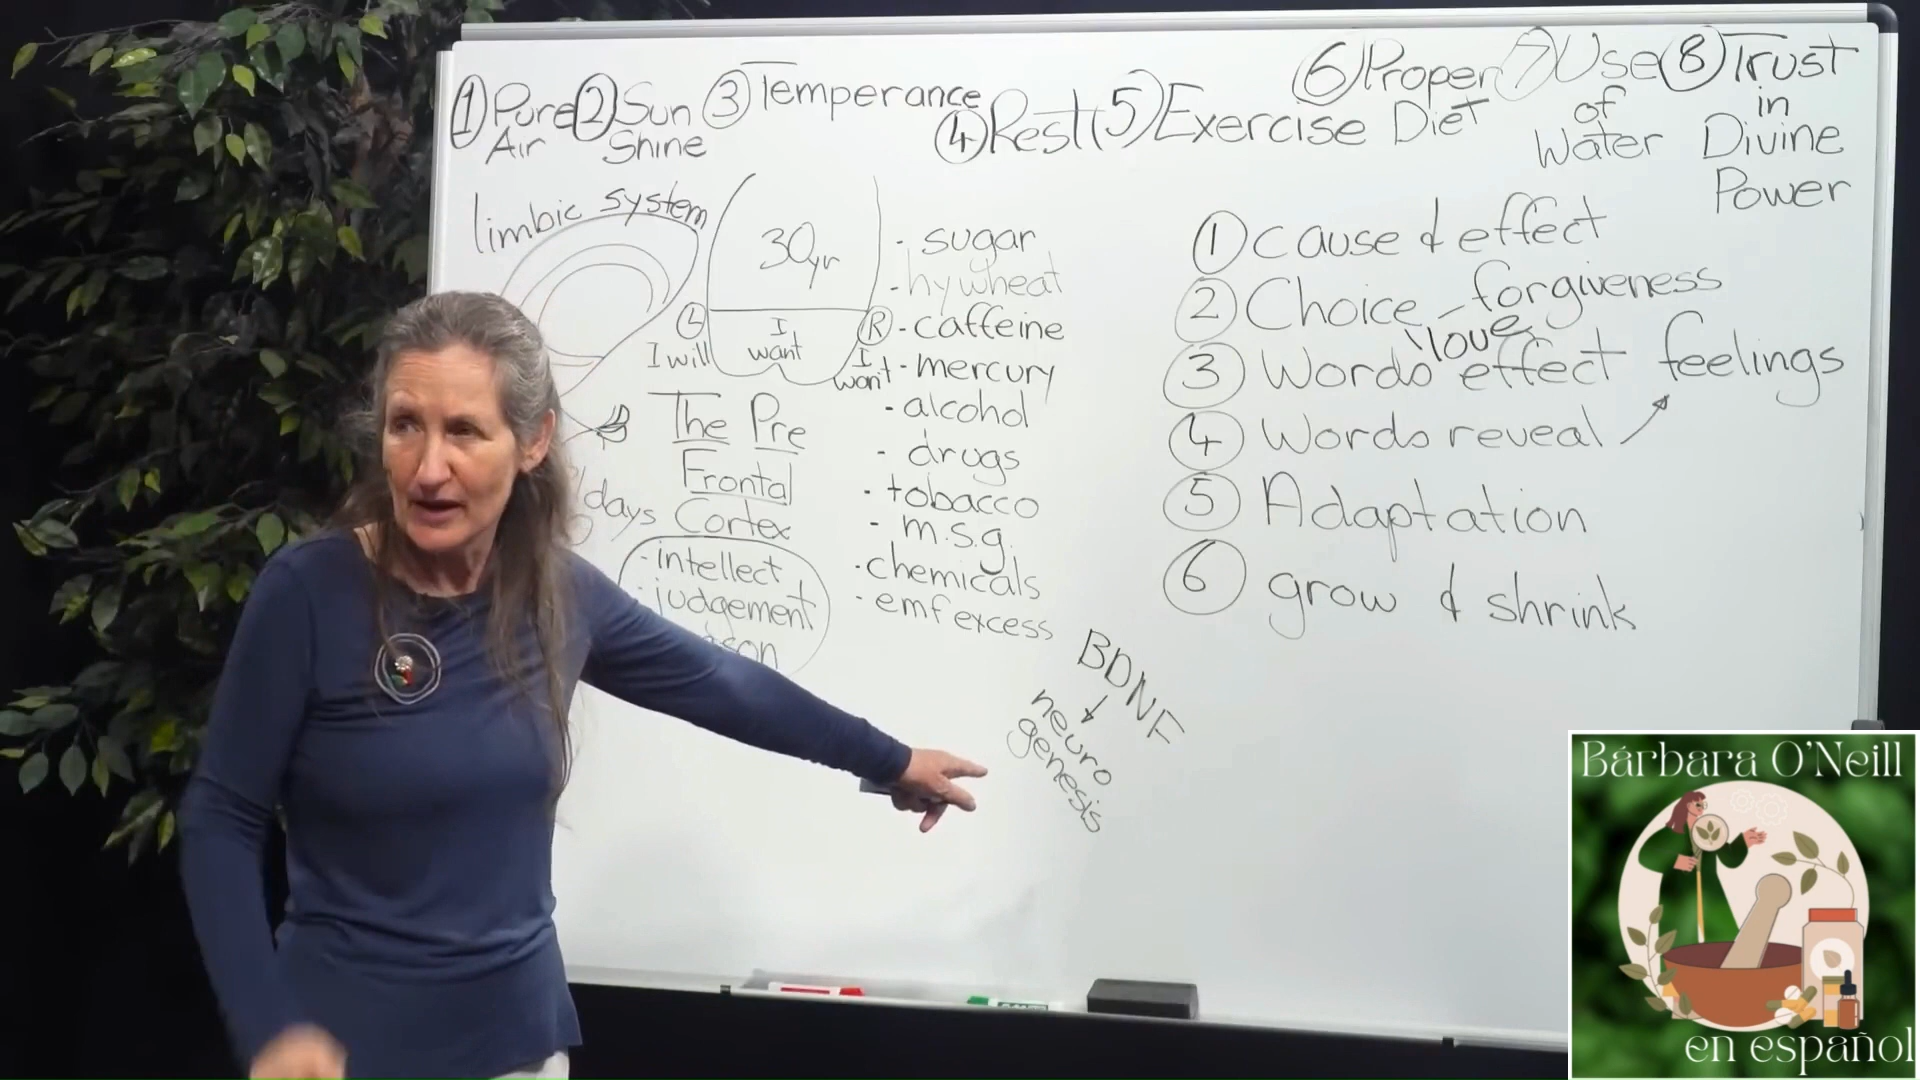 ① Pure Air
② Sun Shine
③ Temperance
④ Rest
⑤ Exercise
⑥ Proper Diet
⑦ Use of Water
⑧ Trust in Divine Power
limbic system
30yr
L
I will
I want
R
I won't
The Pre
Frontal
Cortex
days
- intellect
- judgement
- sugar
- hy wheat
- caffeine
- mercury
- alcohol
- drugs
- tobacco
- m.s.g.
- chemicals
- emf excess
① cause & effect
② Choice - forgiveness
love
③ Words effect feelings
④ Words reveal
⑤ Adaptation
⑥ grow & shrink
BDNF
neuro
genesis
Bárbara O'Neill
en español